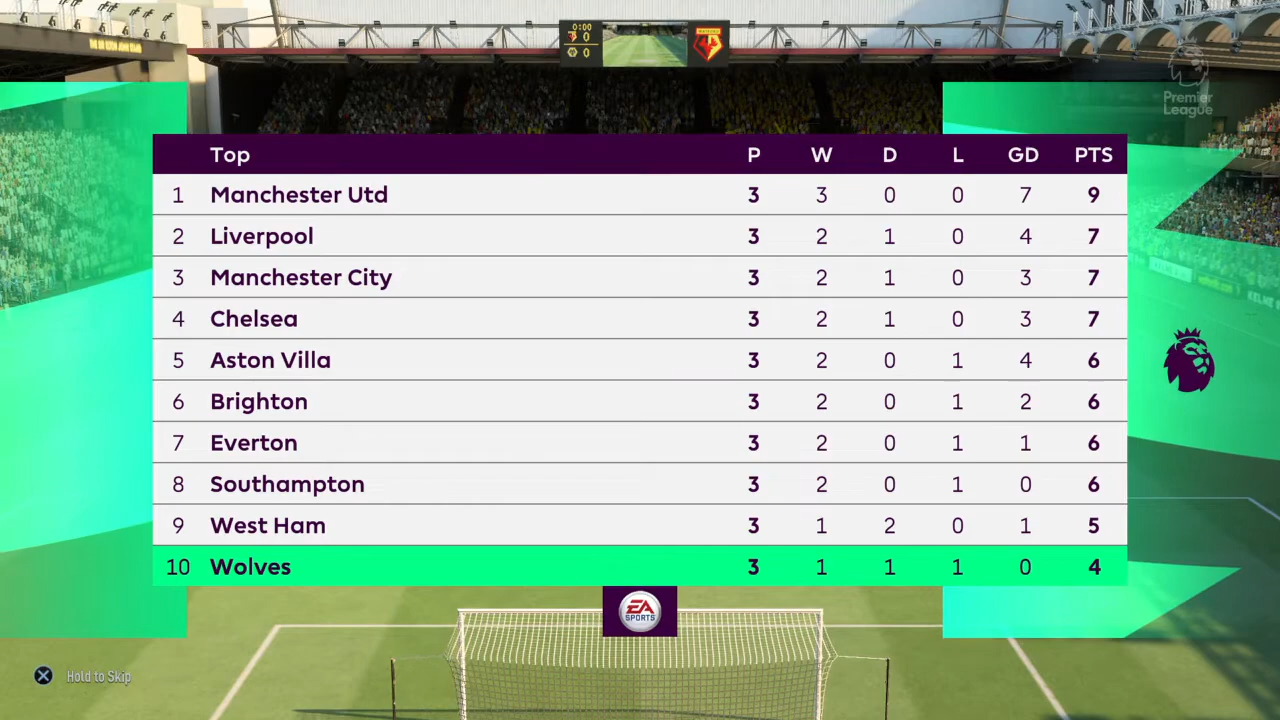 0:00
0
0
Premier
League
Top P W D L GD PTS
1 Manchester Utd 3 3 0 0 7 9
2 Liverpool 3 2 1 0 4 7
3 Manchester City 3 2 1 0 3 7
4 Chelsea 3 2 1 0 3 7
5 Aston Villa 3 2 0 1 4 6
6 Brighton 3 2 0 1 2 6
7 Everton 3 2 0 1 1 6
8 Southampton 3 2 0 1 0 6
9 West Ham 3 1 2 0 1 5
10 Wolves 3 1 1 1 0 4
EA
SPORTS
Hold to Skip